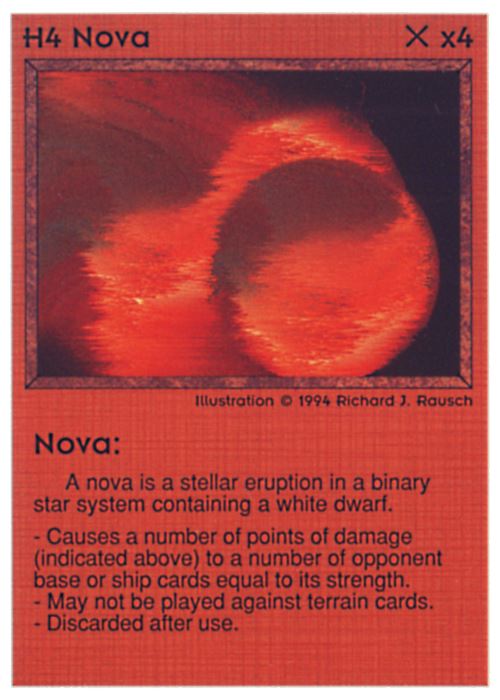 H4 Nova X x4
Illustration © 1994 Richard J. Rausch
Nova:
A nova is a stellar eruption in a binary
star system containing a white dwarf.
- Causes a number of points of damage
(indicated above) to a number of opponent
base or ship cards equal to its strength.
- May not be played against terrain cards.
- Discarded after use.